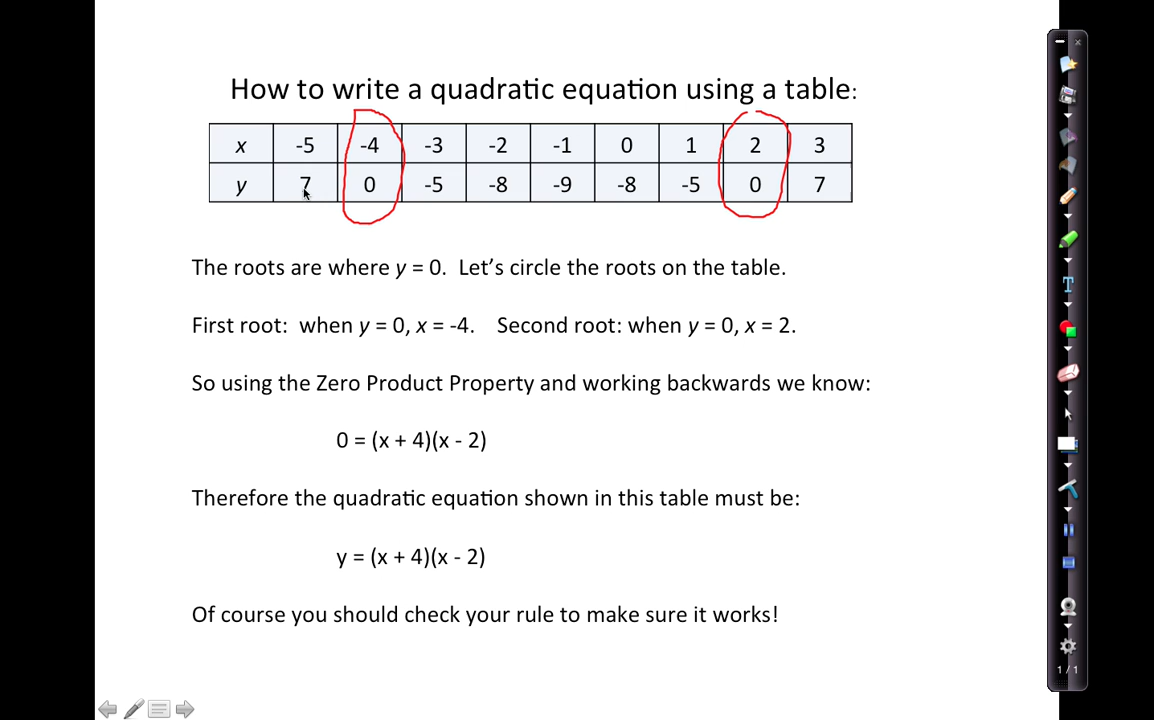 How to write a quadratic equation using a table:
x -5 -4 -3 -2 -1 0 1 2 3
y 7 0 -5 -8 -9 -8 -5 0 7
The roots are where y = 0. Let’s circle the roots on the table.
First root: when y = 0, x = -4. Second root: when y = 0, x = 2.
So using the Zero Product Property and working backwards we know:
0 = (x + 4)(x - 2)
Therefore the quadratic equation shown in this table must be:
y = (x + 4)(x - 2)
Of course you should check your rule to make sure it works!
T
1 / 1